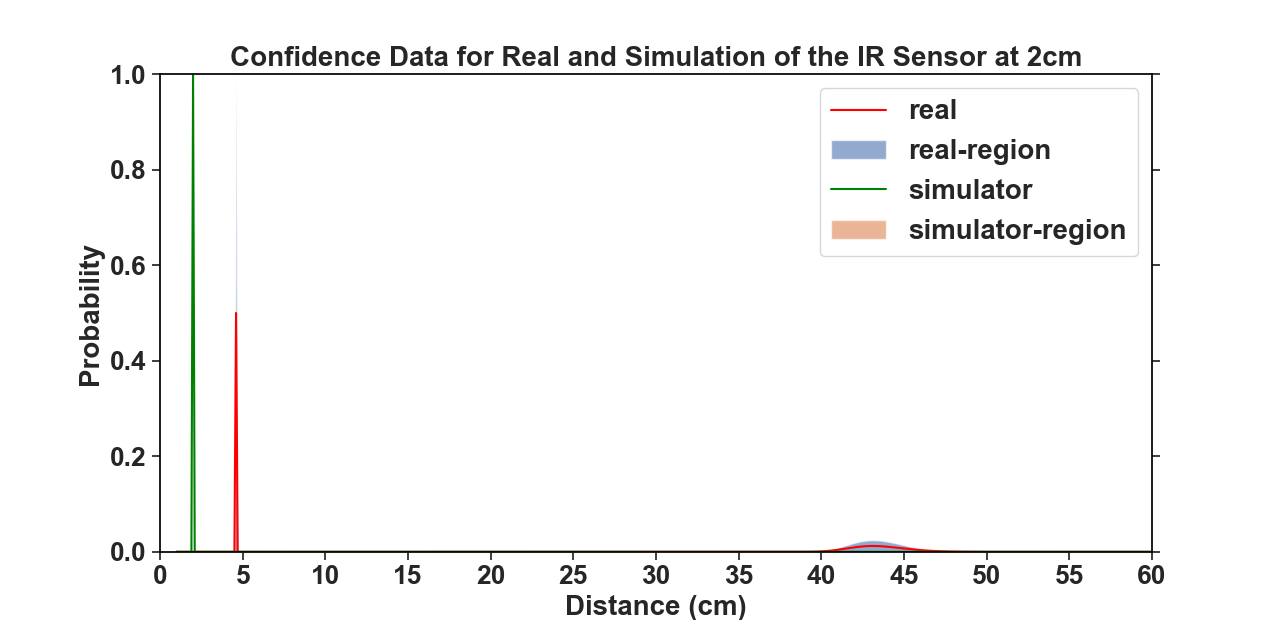 Confidence Data for Real and Simulation of the IR Sensor at 2cm
1.0
0.8
0.6
0.4
0.2
0.0
Probability
real
real-region
simulator
simulator-region
0 5 10 15 20 25 30 35 40 45 50 55 60
Distance (cm)